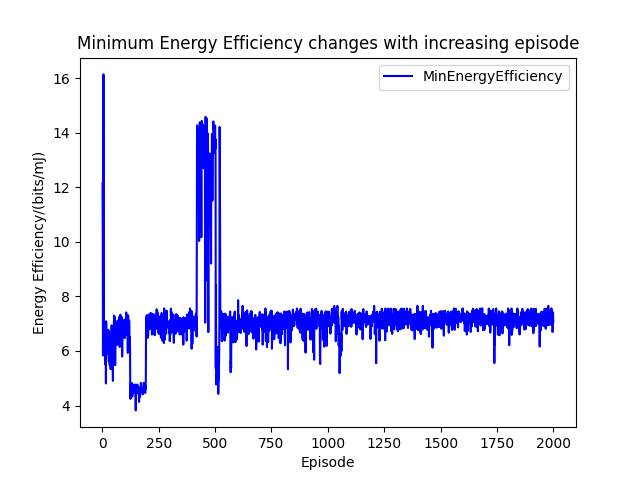 Minimum Energy Efficiency changes with increasing episode
MinEnergyEfficiency
Energy Efficiency/(bits/mJ)
16
14
12
10
8
6
4
0 250 500 750 1000 1250 1500 1750 2000
Episode